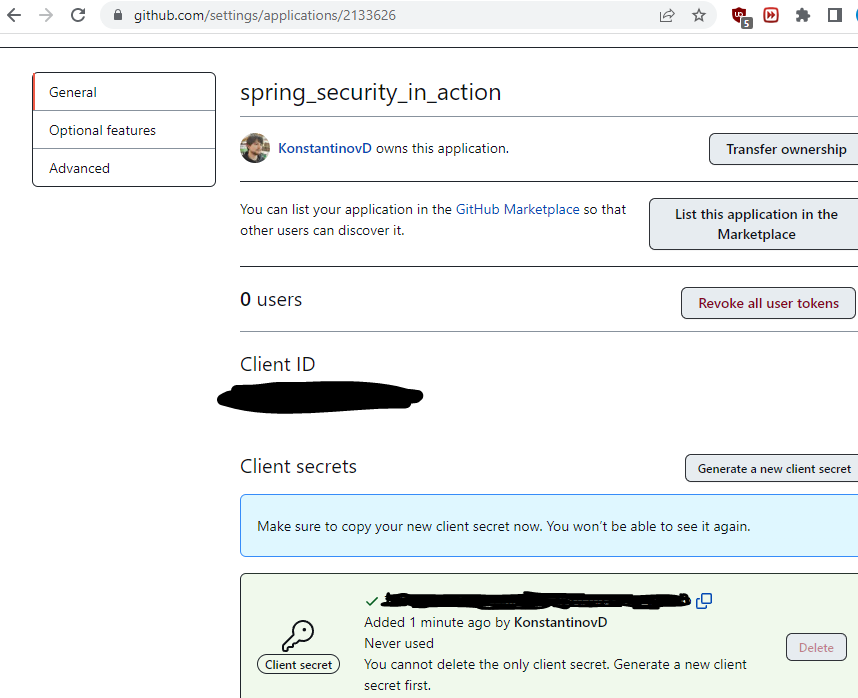 github.com/settings/applications/2133626
5
General
Optional features
Advanced
spring_security_in_action
KonstantinovD owns this application.
Transfer ownership
You can list your application in the GitHub Marketplace so that
other users can discover it.
List this application in the
Marketplace
0 users
Revoke all user tokens
Client ID
Client secrets
Generate a new client secret
Make sure to copy your new client secret now. You won't be able to see it again.
Client secret
Added 1 minute ago by KonstantinovD
Never used
You cannot delete the only client secret. Generate a new client
secret first.
Delete